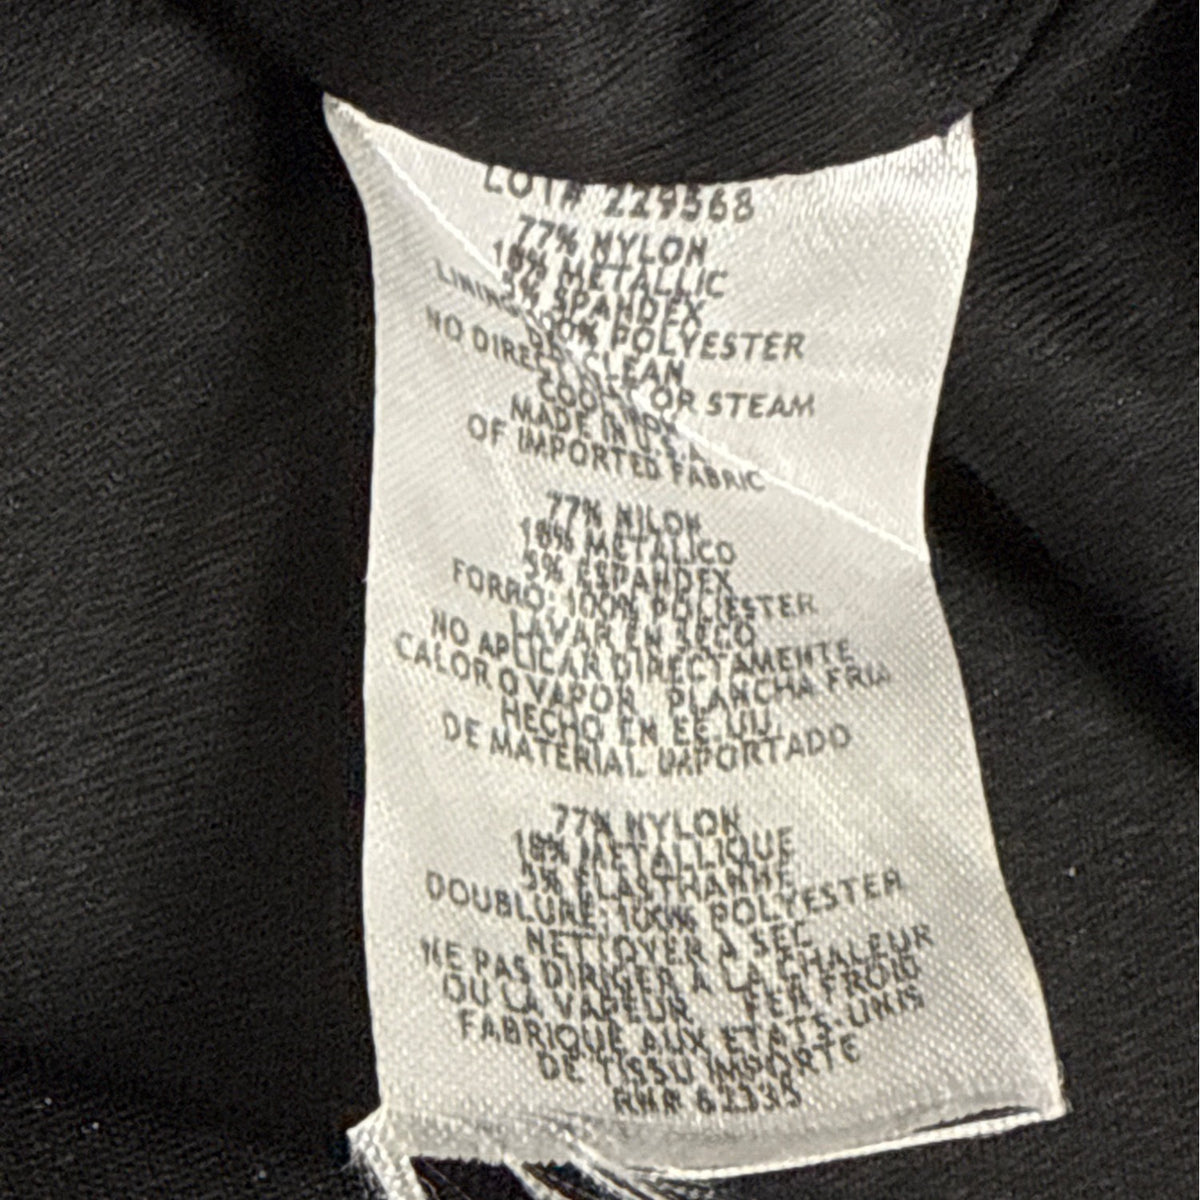 LOT# 229568
77% NYLON
18% METALLIC
5% SPANDEX
LINING 100% POLYESTER
CLEAN
NO DIRECT OR STEAM
COOL
MADE IN U.S.A.
OF IMPORTED FABRIC
77% NILON
18% METALICO
5% ESPANDEX
FORRO: 100% POLIESTER
LAVAR EN SECO
NO APLICAR DIRECTAMENTE
CALOR O VAPOR PLANCHA FRIA
HECHO EN EE.UU.
DE MATERIAL IMPORTADO
77% NYLON
18% METALLIQUE
5% ELASTHANNE
DOUBLURE: 100% POLYESTER
NETTOYER A SEC
NE PAS DIRIGER A LA CHALEUR
OU LA VAPEUR FER FROID
FABRIQUE AUX ETATS-UNIS
DE TISSU IMPORTE
RN# 62335